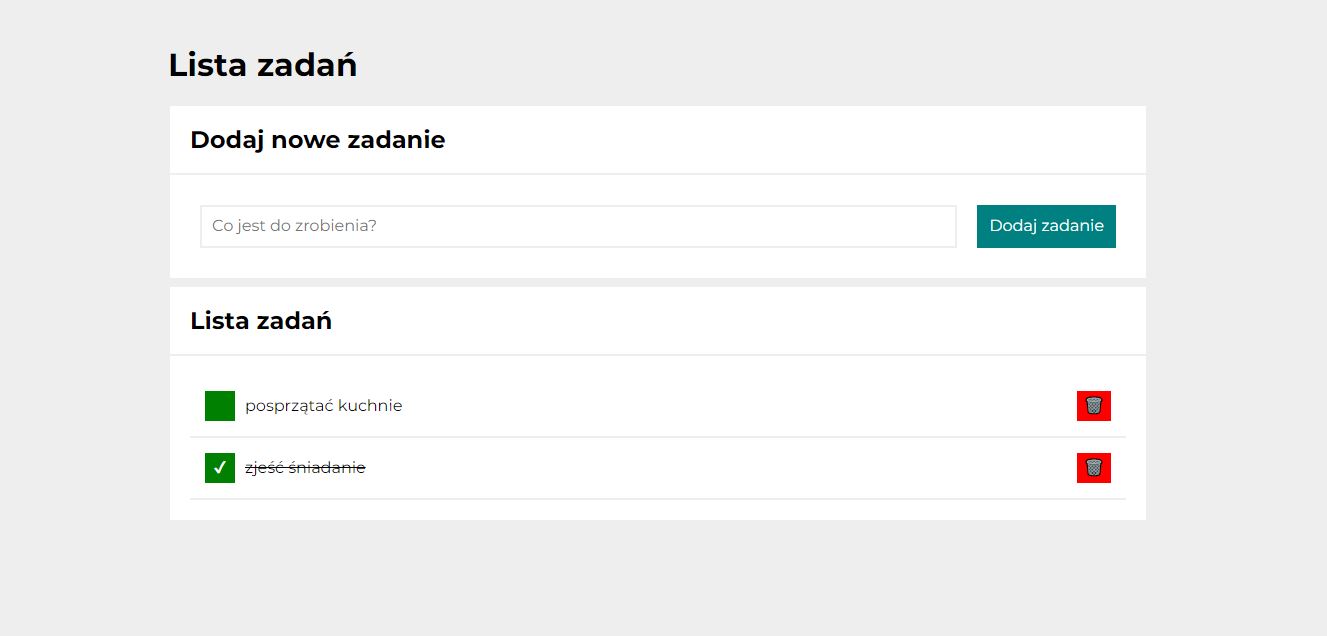 Lista zadań
Dodaj nowe zadanie
Co jest do zrobienia?
Dodaj zadanie
Lista zadań
posprzątać kuchnie
✓ zjeść śniadanie